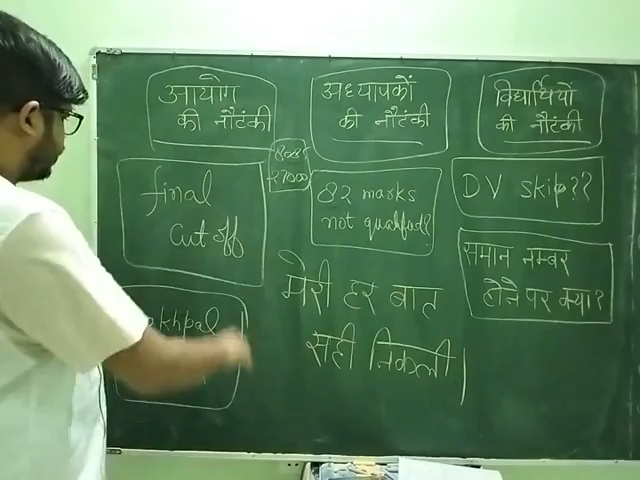 आयोग
की नौटंकी
अध्यापकों
की नौटंकी
विद्यार्थियों
की नौटंकी
final
cut off
82 marks
not qualified?
DV skip??
समान नम्बर
होने पर क्या?
मेरी हर बात
सही निकली।